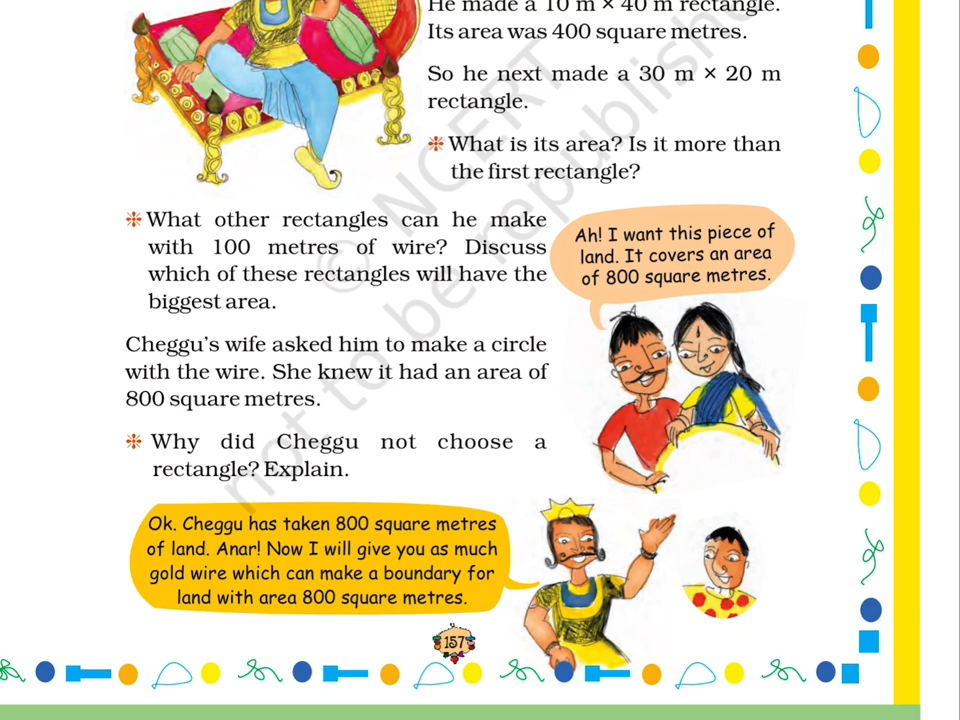 He made a 10 m × 40 m rectangle.
Its area was 400 square metres.
So he next made a 30 m × 20 m
rectangle.
❉ What is its area? Is it more than
the first rectangle?
❉ What other rectangles can he make
with 100 metres of wire? Discuss
which of these rectangles will have the
biggest area.
Ah! I want this piece of
land. It covers an area
of 800 square metres.
Cheggu's wife asked him to make a circle
with the wire. She knew it had an area of
800 square metres.
❉ Why did Cheggu not choose a
rectangle? Explain.
Ok. Cheggu has taken 800 square metres
of land. Anar! Now I will give you as much
gold wire which can make a boundary for
land with area 800 square metres.
157
© NCERT
not to be republished